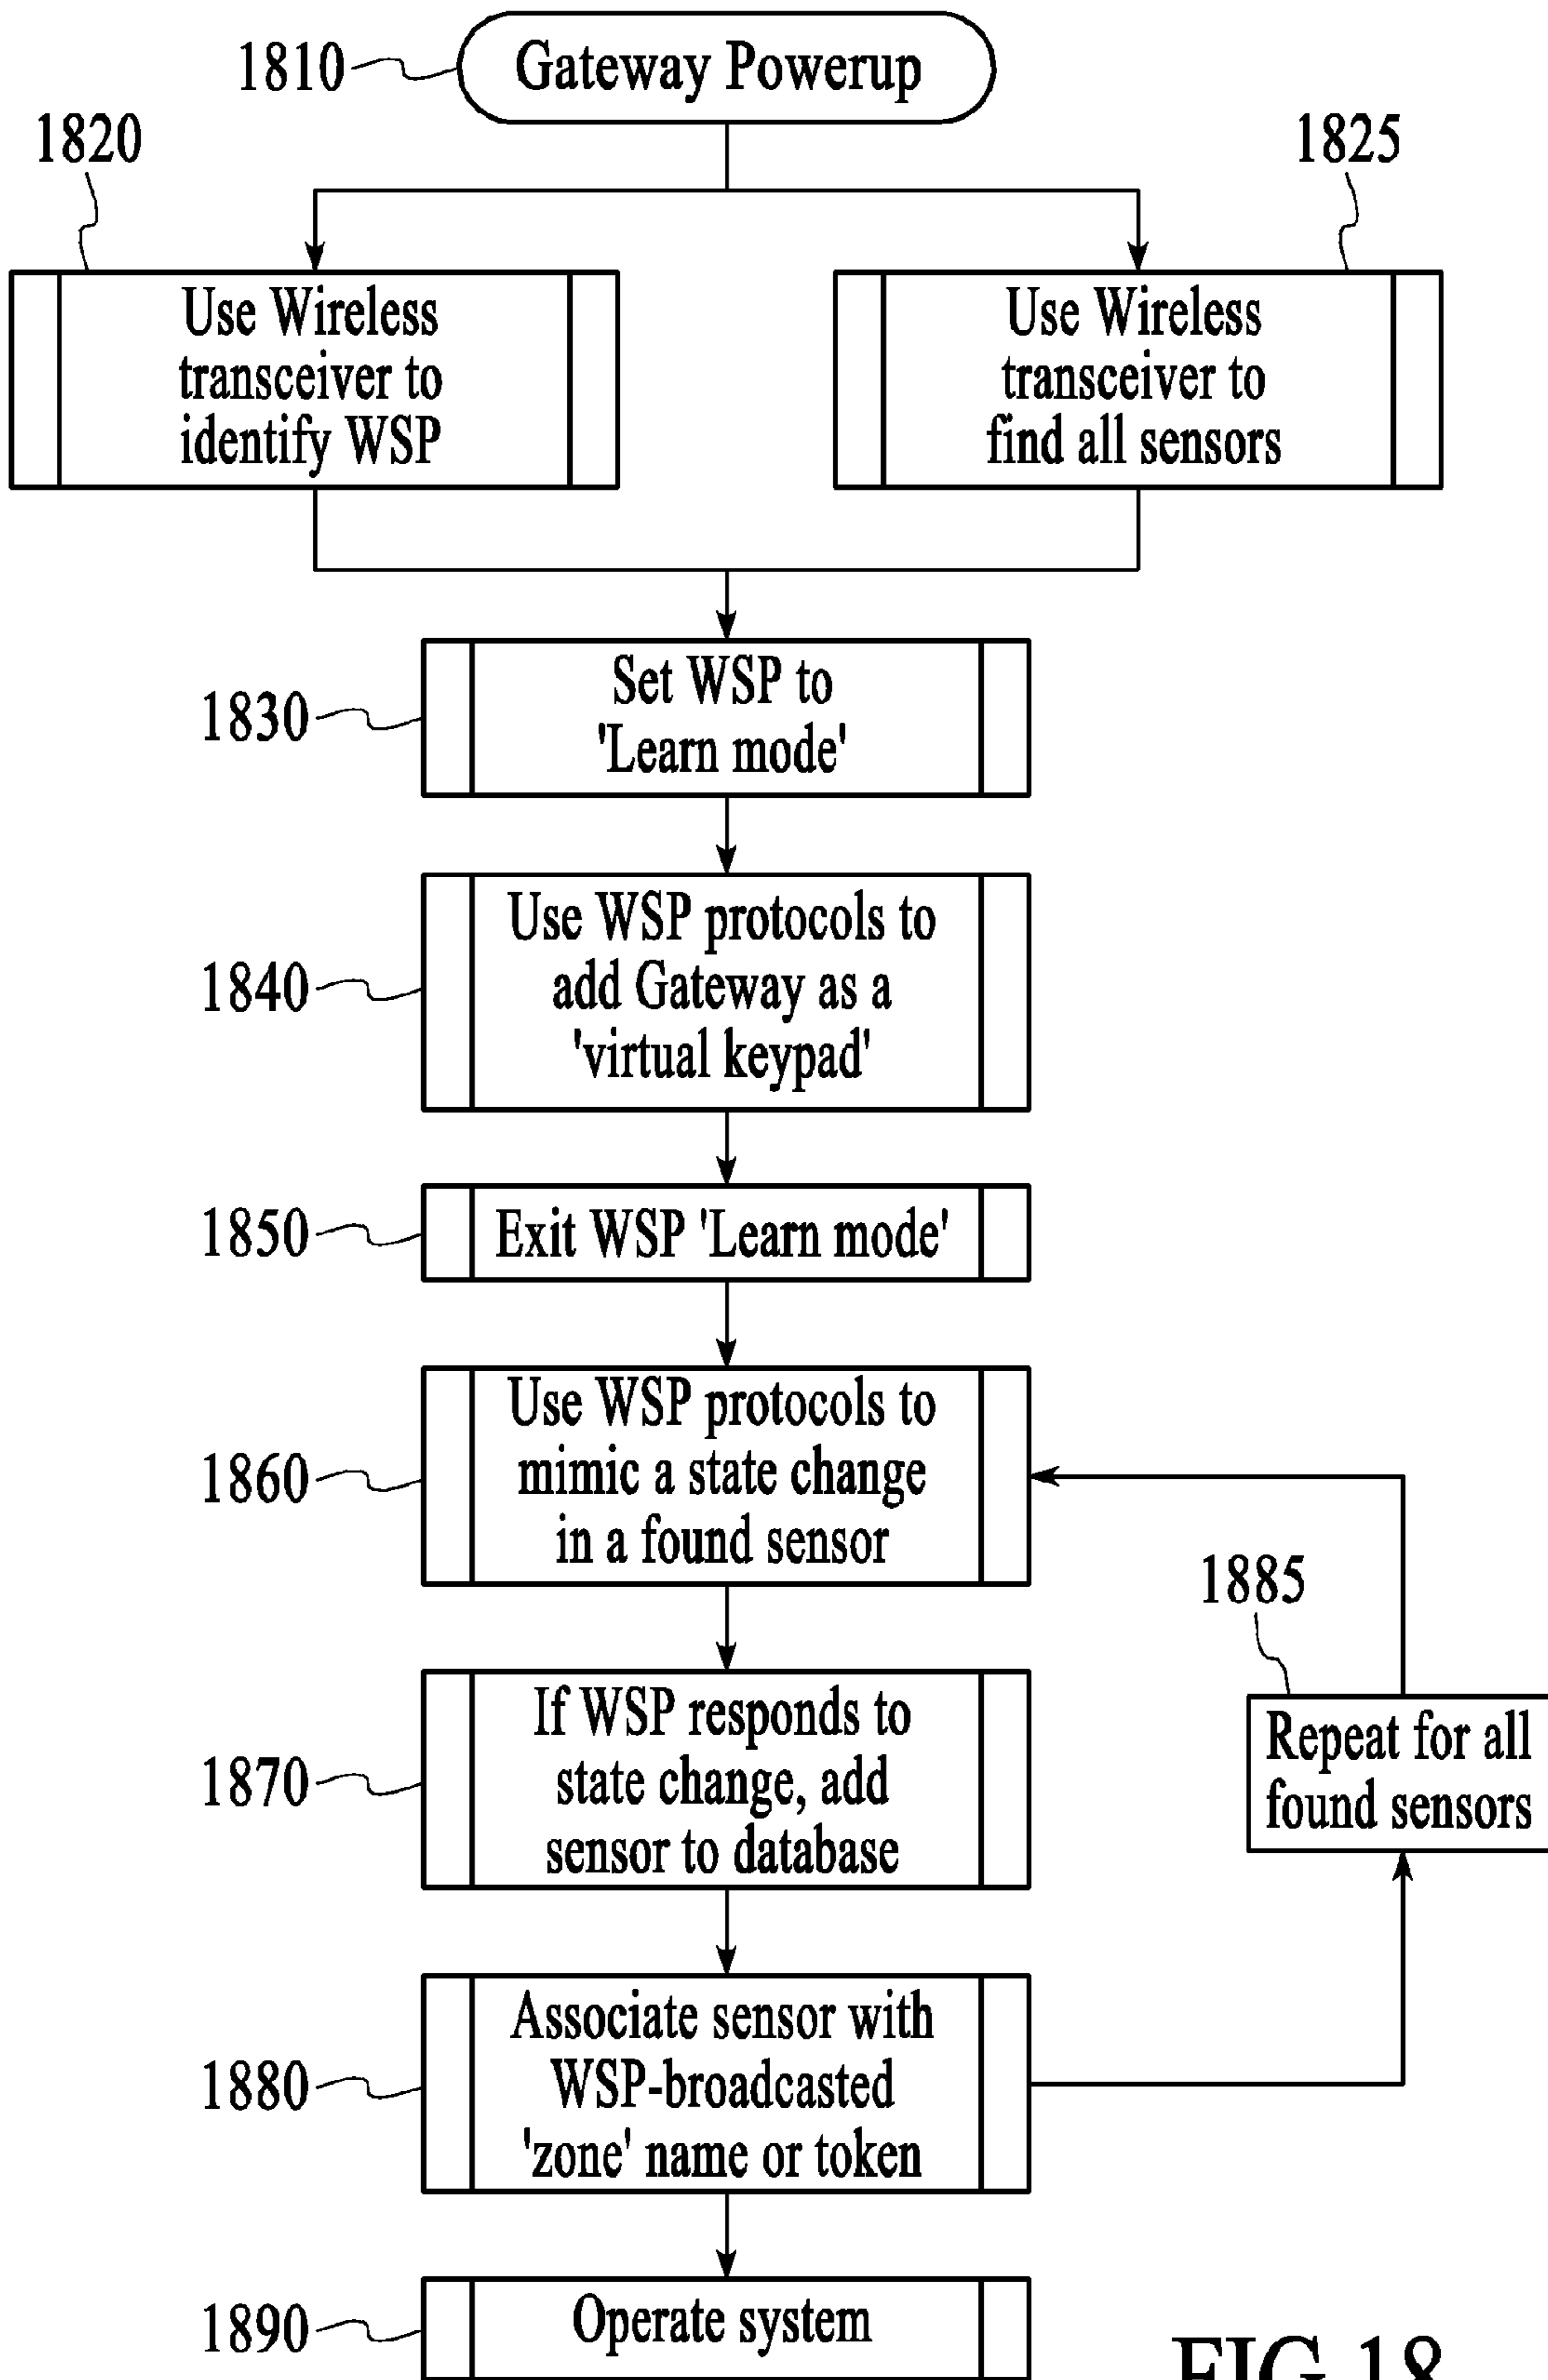 1810
Gateway Powerup
1820
1825
Use Wireless
transceiver to
identify WSP
Use Wireless
transceiver to
find all sensors
1830
Set WSP to
'Learn mode'
1840
Use WSP protocols to
add Gateway as a
'virtual keypad'
1850
Exit WSP 'Learn mode'
1860
Use WSP protocols to
mimic a state change
in a found sensor
1885
Repeat for all
found sensors
1870
If WSP responds to
state change, add
sensor to database
1880
Associate sensor with
WSP-broadcasted
'zone' name or token
1890
Operate system
FIG.18